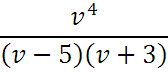 v⁴/((v − 5)(v + 3))